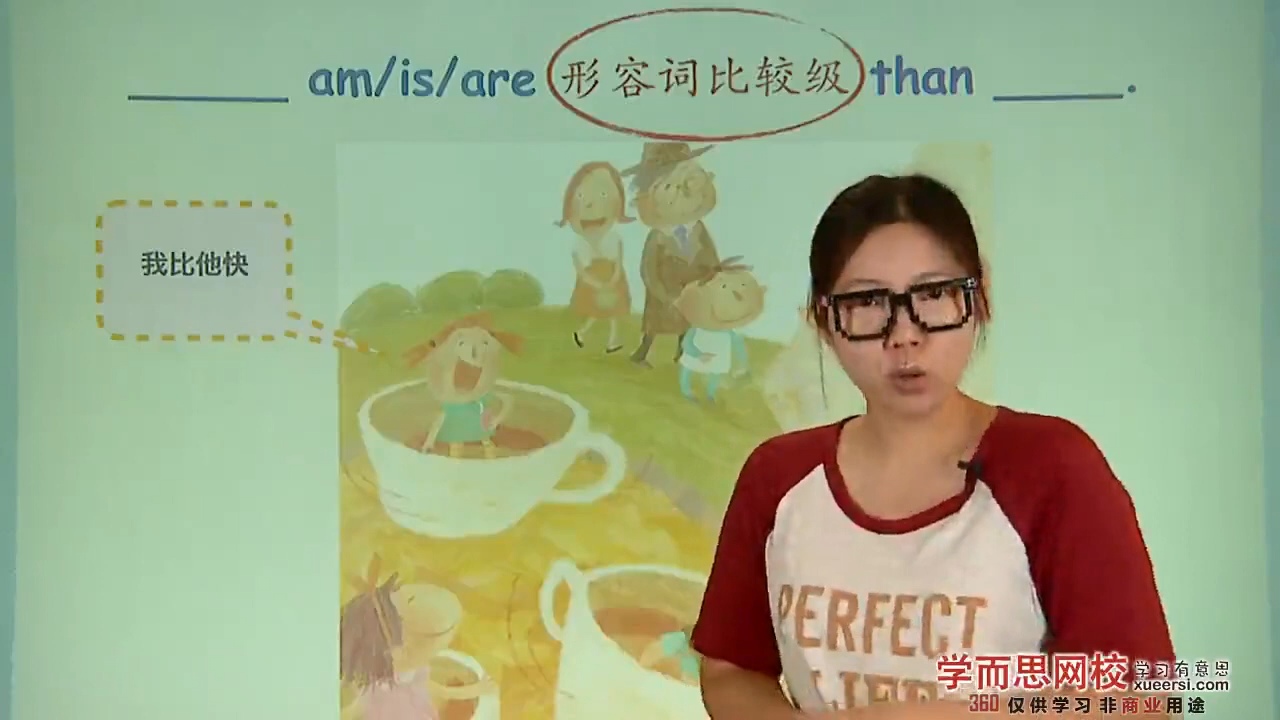 ______ am/is/are 形容词比较级 than ______.
我比他快
PERFECT
学而思网校 学习有意思
xueersi.com
360 仅供学习 非商业用途